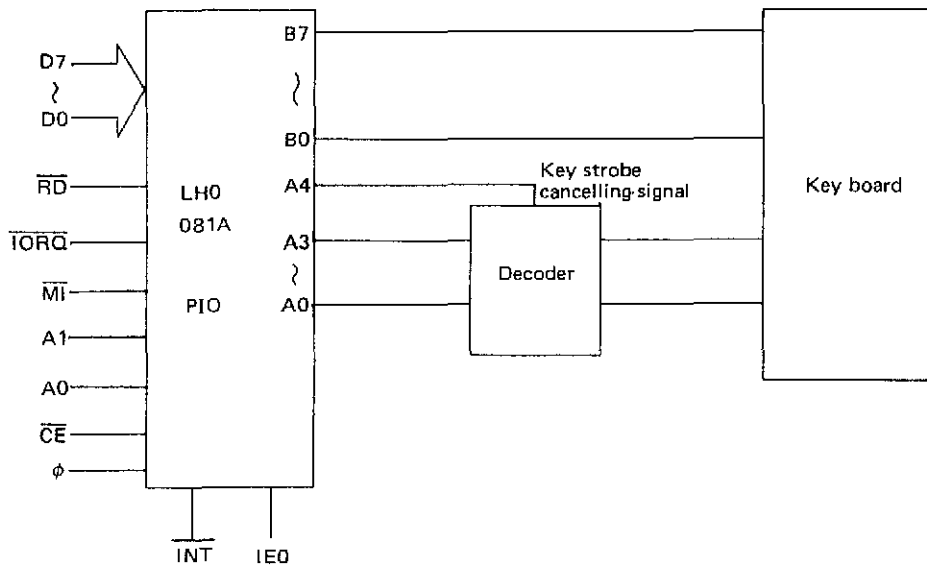 D7
~
D0
RD
IORQ
MI
A1
A0
CE
ϕ
LH0
081A
PIO
B7
~
B0
A4
A3
~
A0
INT
IE0
Key strobe
cancelling signal
Decoder
Key board